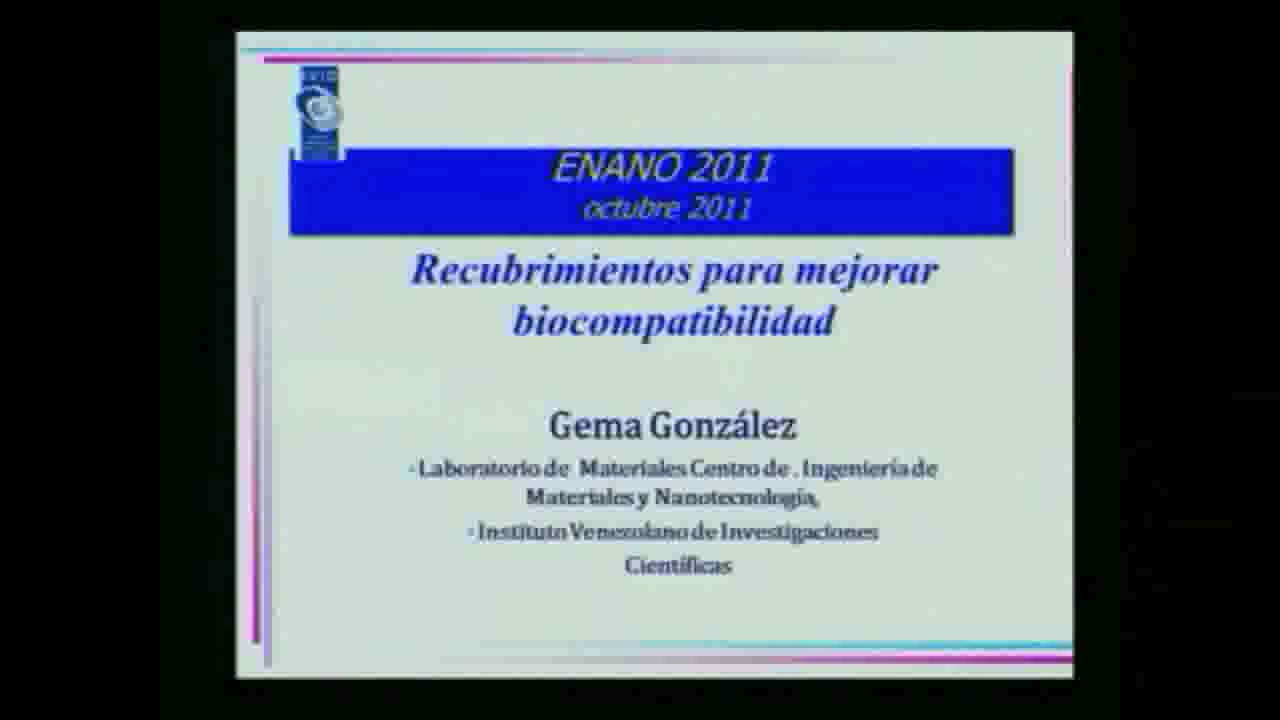 IVIC
ENANO 2011
octubre 2011
Recubrimientos para mejorar
biocompatibilidad
Gema González
-Laboratorio de Materiales Centro de . Ingeniería de
Materiales y Nanotecnología,
-Instituto Venezolano de Investigaciones
Científicas